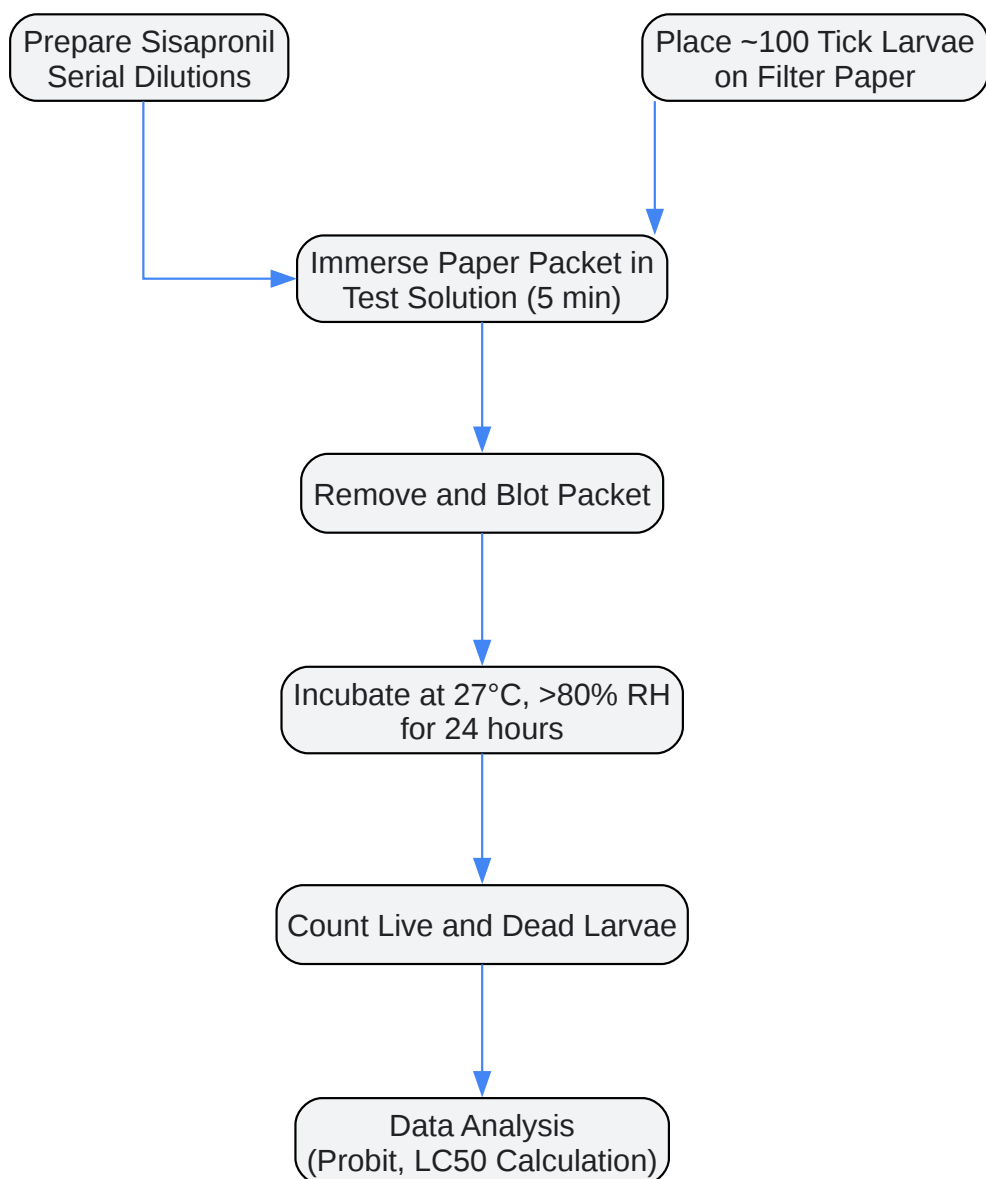 Prepare Sisapronil
Serial Dilutions
Place ~100 Tick Larvae
on Filter Paper
Immerse Paper Packet in
Test Solution (5 min)
Remove and Blot Packet
Incubate at 27°C, >80% RH
for 24 hours
Count Live and Dead Larvae
Data Analysis
(Probit, LC50 Calculation)